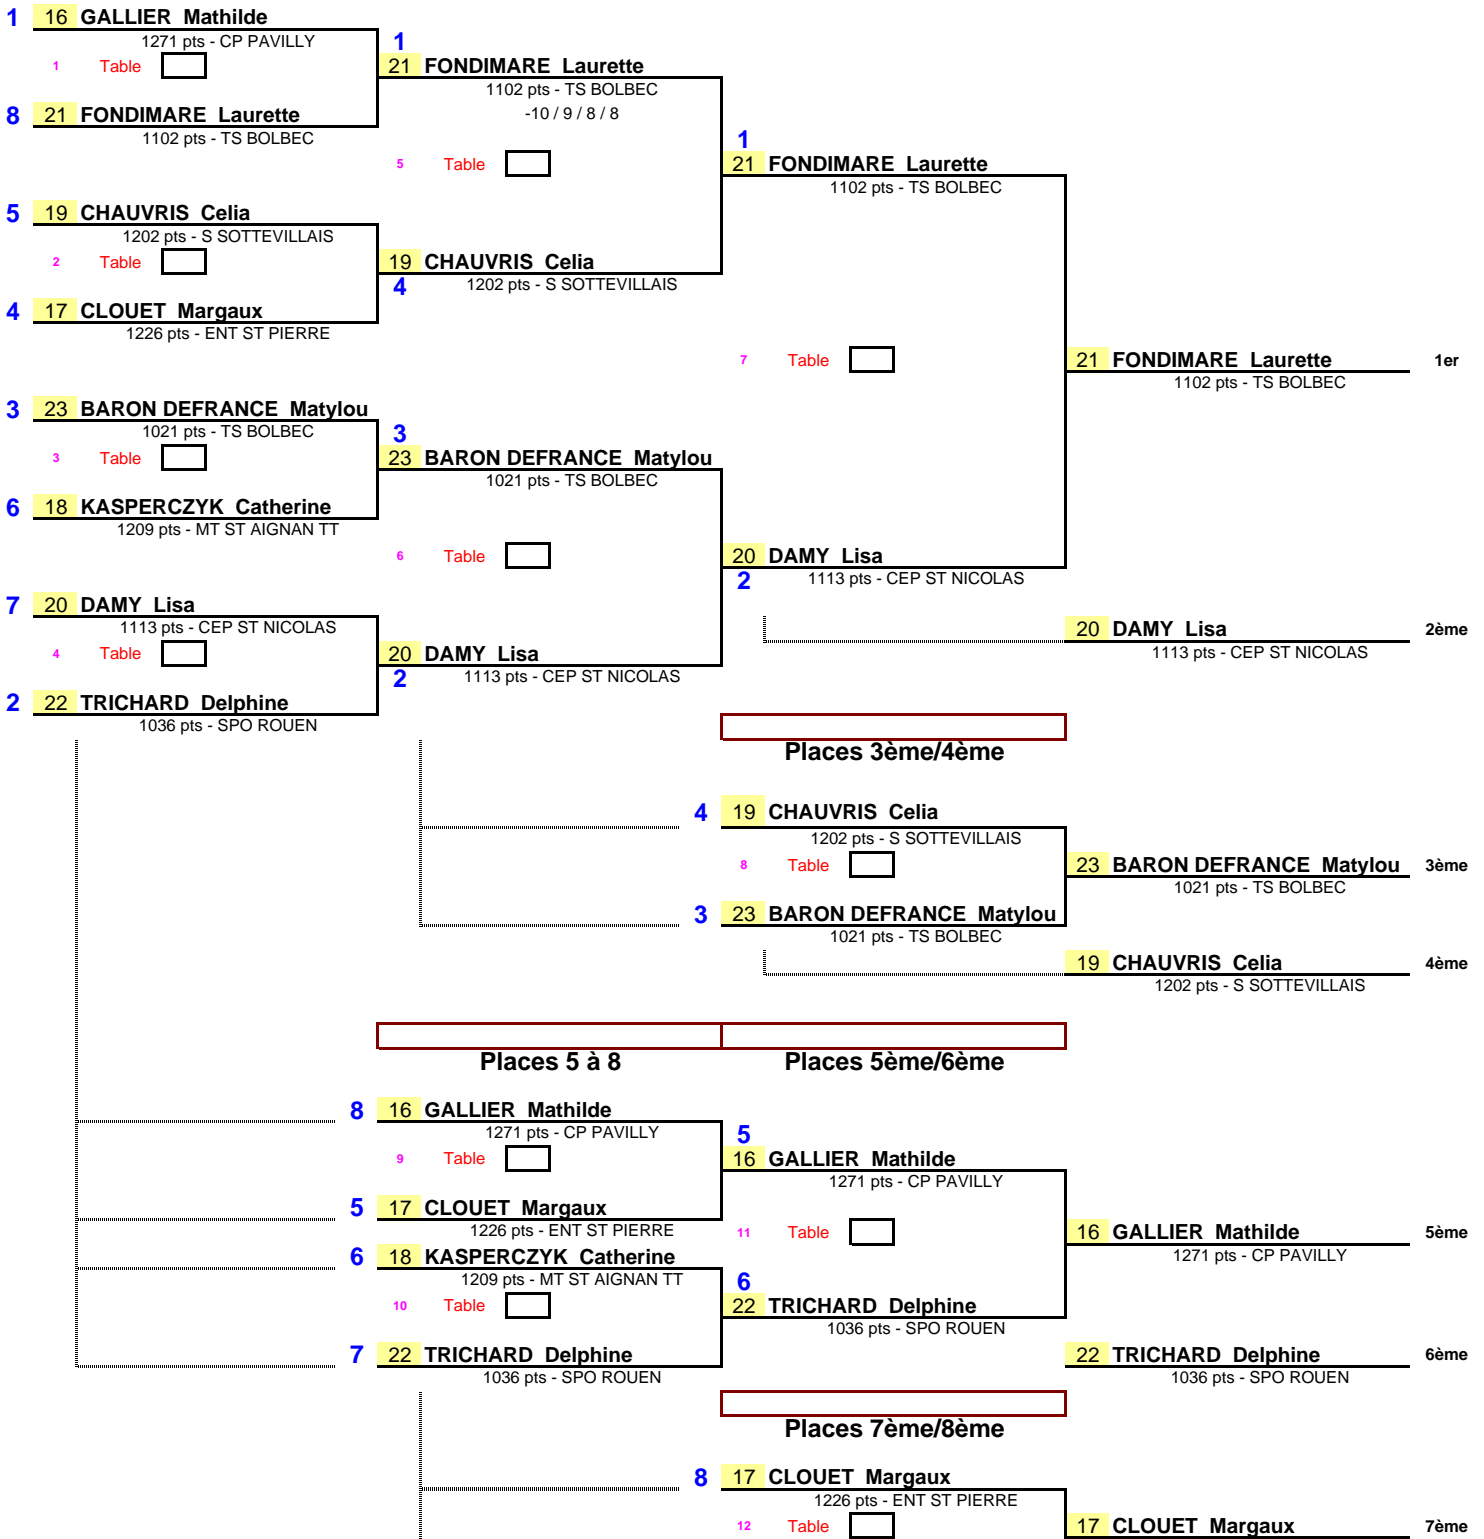 1 16 GALLIER Mathilde
1271 pts - CP PAVILLY
1 Table
1
21 FONDIMARE Laurette
1102 pts - TS BOLBEC
-10 / 9 / 8 / 8
8 21 FONDIMARE Laurette
1102 pts - TS BOLBEC
5 Table
1
21 FONDIMARE Laurette
1102 pts - TS BOLBEC
5 19 CHAUVRIS Celia
1202 pts - S SOTTEVILLAIS
2 Table
19 CHAUVRIS Celia
4 1202 pts - S SOTTEVILLAIS
4 17 CLOUET Margaux
1226 pts - ENT ST PIERRE
7 Table
21 FONDIMARE Laurette 1er
1102 pts - TS BOLBEC
3 23 BARON DEFRANCE Matylou
1021 pts - TS BOLBEC
3 Table
3
23 BARON DEFRANCE Matylou
1021 pts - TS BOLBEC
6 18 KASPERCZYK Catherine
1209 pts - MT ST AIGNAN TT
6 Table
20 DAMY Lisa
2 1113 pts - CEP ST NICOLAS
7 20 DAMY Lisa
1113 pts - CEP ST NICOLAS
4 Table
20 DAMY Lisa
2 1113 pts - CEP ST NICOLAS
20 DAMY Lisa 2ème
1113 pts - CEP ST NICOLAS
2 22 TRICHARD Delphine
1036 pts - SPO ROUEN
Places 3ème/4ème
4 19 CHAUVRIS Celia
1202 pts - S SOTTEVILLAIS
8 Table
23 BARON DEFRANCE Matylou 3ème
1021 pts - TS BOLBEC
3 23 BARON DEFRANCE Matylou
1021 pts - TS BOLBEC
19 CHAUVRIS Celia 4ème
1202 pts - S SOTTEVILLAIS
Places 5 à 8 Places 5ème/6ème
8 16 GALLIER Mathilde
1271 pts - CP PAVILLY
9 Table
5
16 GALLIER Mathilde
1271 pts - CP PAVILLY
5 17 CLOUET Margaux
1226 pts - ENT ST PIERRE
11 Table
16 GALLIER Mathilde 5ème
1271 pts - CP PAVILLY
6 18 KASPERCZYK Catherine
1209 pts - MT ST AIGNAN TT
10 Table
6
22 TRICHARD Delphine
1036 pts - SPO ROUEN
7 22 TRICHARD Delphine
1036 pts - SPO ROUEN
22 TRICHARD Delphine 6ème
1036 pts - SPO ROUEN
Places 7ème/8ème
8 17 CLOUET Margaux
1226 pts - ENT ST PIERRE
12 Table
17 CLOUET Margaux 7ème